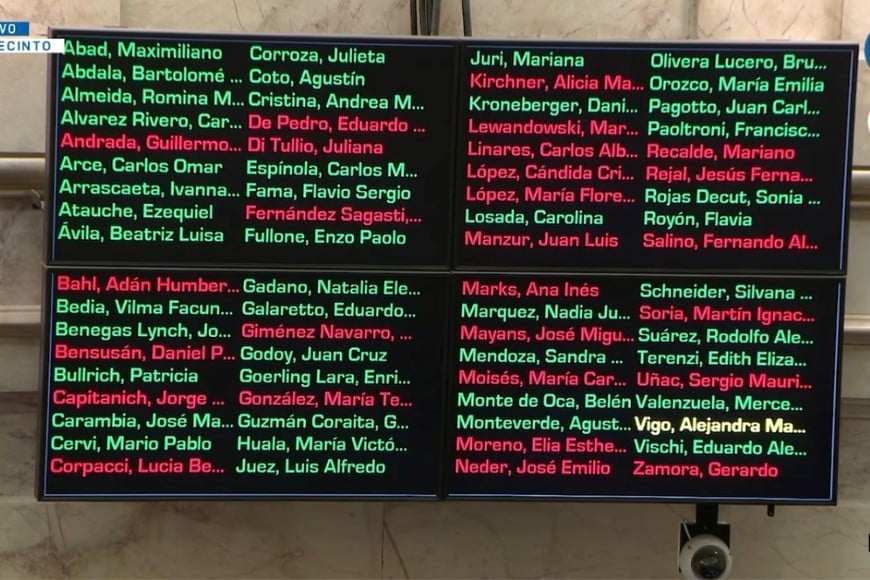 VO
RECINTO
Abad, Maximiliano
Abdala, Bartolomé ...
Almeida, Romina M...
Alvarez Rivero, Car...
Andrada, Guillermo...
Arce, Carlos Omar
Arrascaeta, Ivanna...
Atauche, Ezequiel
Ávila, Beatriz Luisa
Corroza, Julieta
Coto, Agustín
Cristina, Andrea M...
De Pedro, Eduardo ...
Di Tullio, Juliana
Espínola, Carlos M...
Fama, Flavio Sergio
Fernández Sagasti,...
Fullone, Enzo Paolo
Juri, Mariana
Kirchner, Alicia Ma...
Kroneberger, Dani...
Lewandowski, Mar...
Linares, Carlos Alb...
López, Cándida Cri...
López, María Flore...
Losada, Carolina
Manzur, Juan Luis
Olivera Lucero, Bru...
Orozco, María Emilia
Pagotto, Juan Carl...
Paoltroni, Francisc...
Recalde, Mariano
Rejal, Jesús Ferna...
Rojas Decut, Sonia ...
Royón, Flavia
Salino, Fernando Al...
Bahl, Adán Humber...
Bedia, Vilma Facun...
Benegas Lynch, Jo...
Bensusán, Daniel P...
Bullrich, Patricia
Capitanich, Jorge ...
Carambia, José Ma...
Cervi, Mario Pablo
Corpacci, Lucia Be...
Gadano, Natalia Ele...
Galaretto, Eduardo...
Giménez Navarro, ...
Godoy, Juan Cruz
Goerling Lara, Enri...
González, María Te...
Guzmán Coraita, G...
Huala, María Victó...
Juez, Luis Alfredo
Marks, Ana Inés
Marquez, Nadia Ju...
Mayans, José Migu...
Mendoza, Sandra ...
Moisés, María Car...
Monte de Oca, Belén
Monteverde, Agust...
Moreno, Elia Esthe...
Neder, José Emilio
Schneider, Silvana ...
Soria, Martín Ignac...
Suárez, Rodolfo Ale...
Terenzi, Edith Eliza...
Uñac, Sergio Mauri...
Valenzuela, Merce...
Vigo, Alejandra Ma...
Vischi, Eduardo Ale...
Zamora, Gerardo